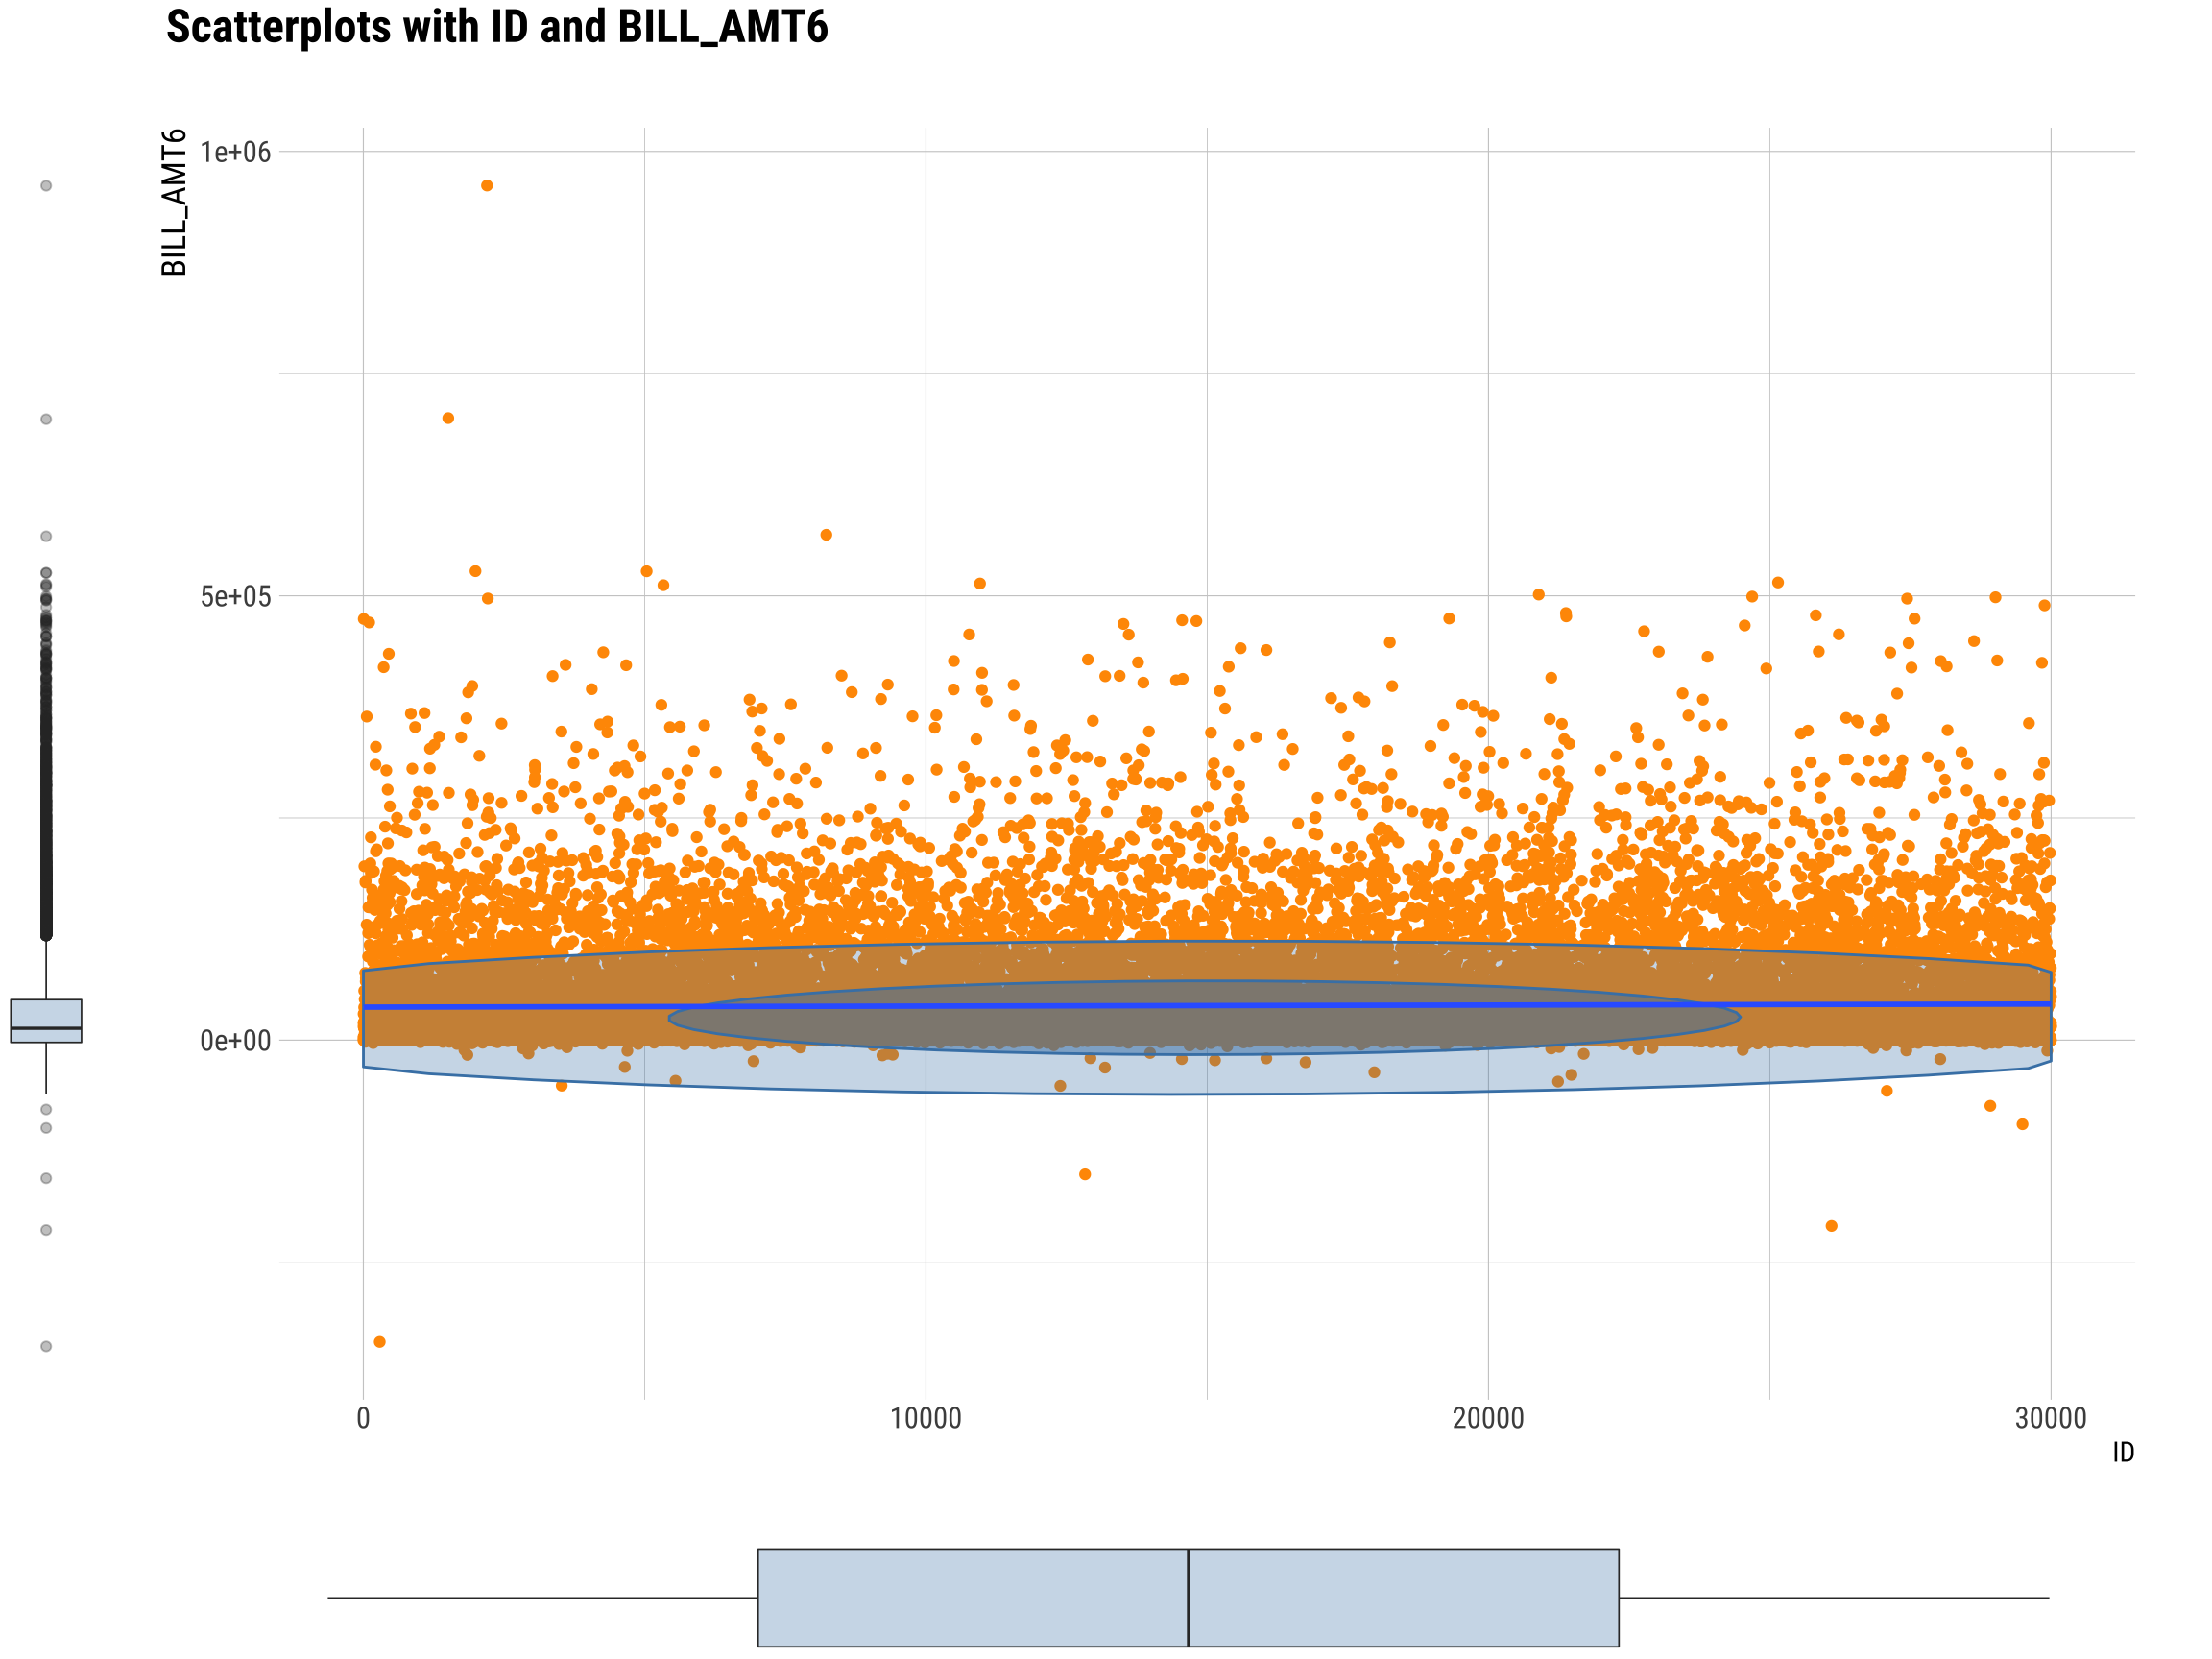 Scatterplots with ID and BILL_AMT6
BILL_AMT6
1e+06
5e+05
0e+00
0 10000 20000 30000
ID